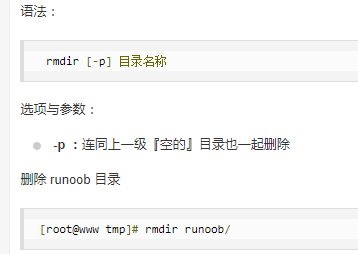 语法：
rmdir [-p] 目录名称
选项与参数：
-p ：连同上一级『空的』目录也一起删除
删除 runoob 目录
[root@www tmp]# rmdir runoob/